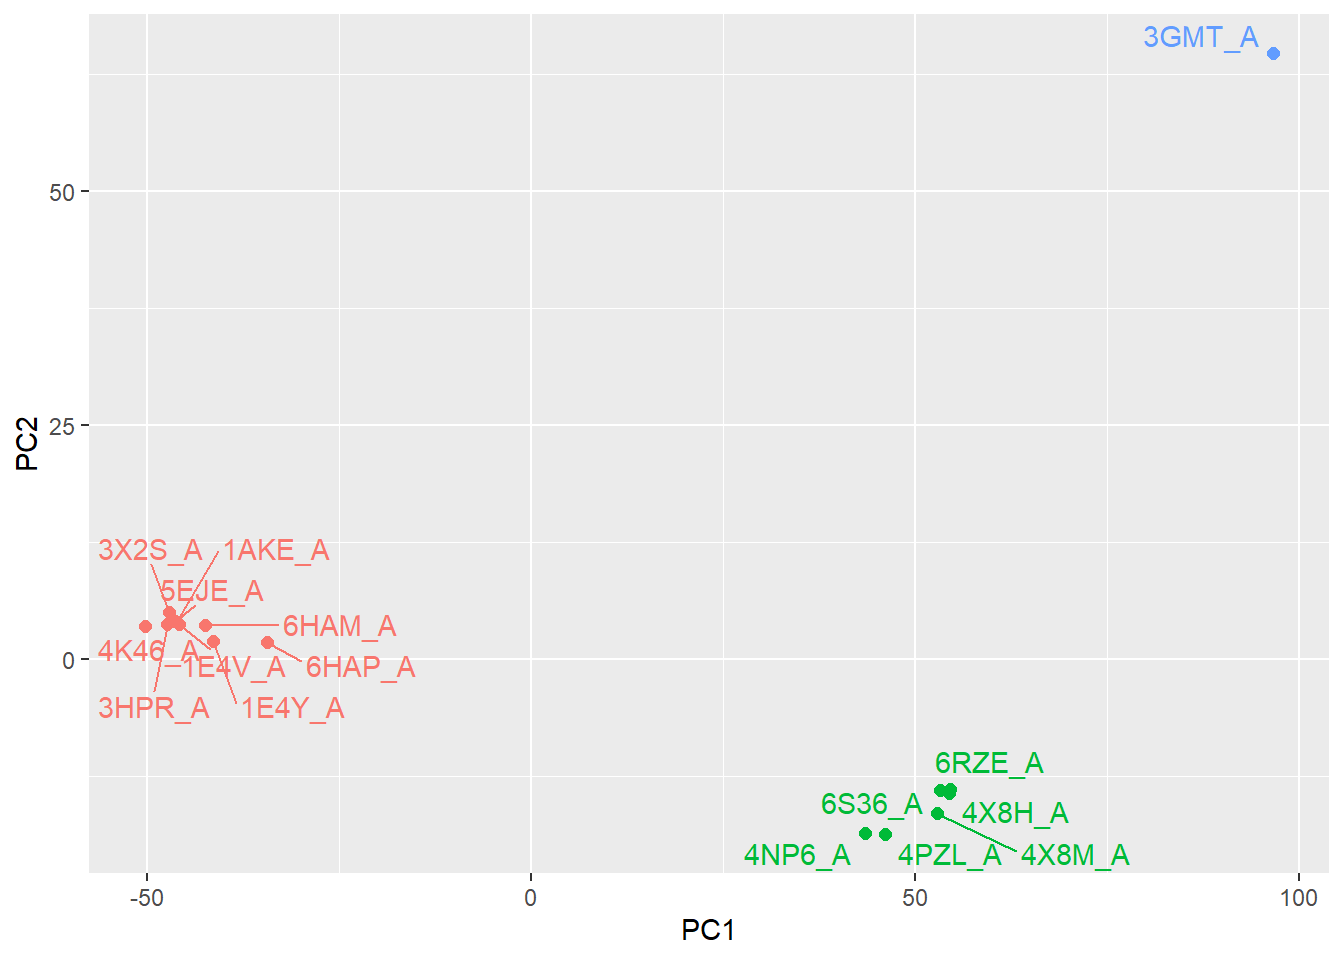 3GMT_A
50
PC2
25
3X2S_A
1AKE_A
5EJE_A
6HAM_A
4K46_A
1E4V_A
6HAP_A
0
3HPR_A
1E4Y_A
6RZE_A
6S36_A
4X8H_A
4NP6_A
4PZL_A
4X8M_A
-50
0
50
100
PC1